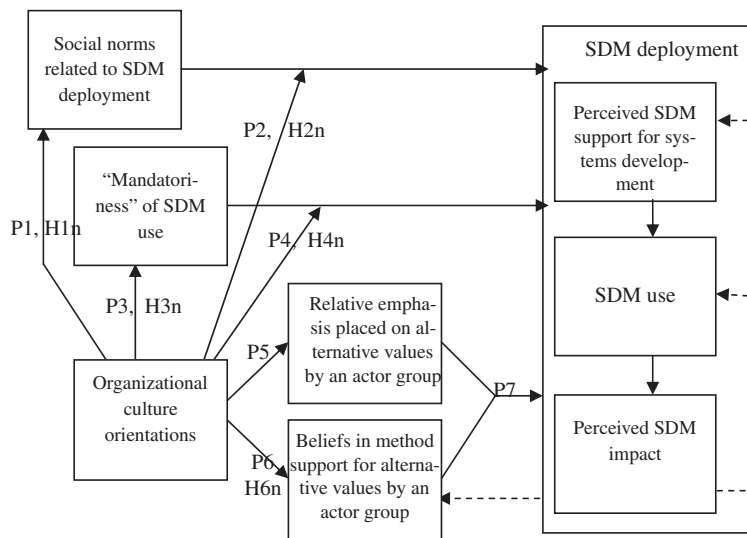 Social norms
related to SDM
deployment
SDM deployment
P2, H2n
Perceived SDM
support for sys-
tems develop-
ment
“Mandatori-
ness” of SDM
use
P1, H1n
P4, H4n
SDM use
P3, H3n
Relative emphasis
placed on al-
ternative values
by an actor group
P5
Organizational
culture
orientations
P7
Perceived SDM
impact
P6
H6n
Beliefs in method
support for alterna-
tive values by an
actor group